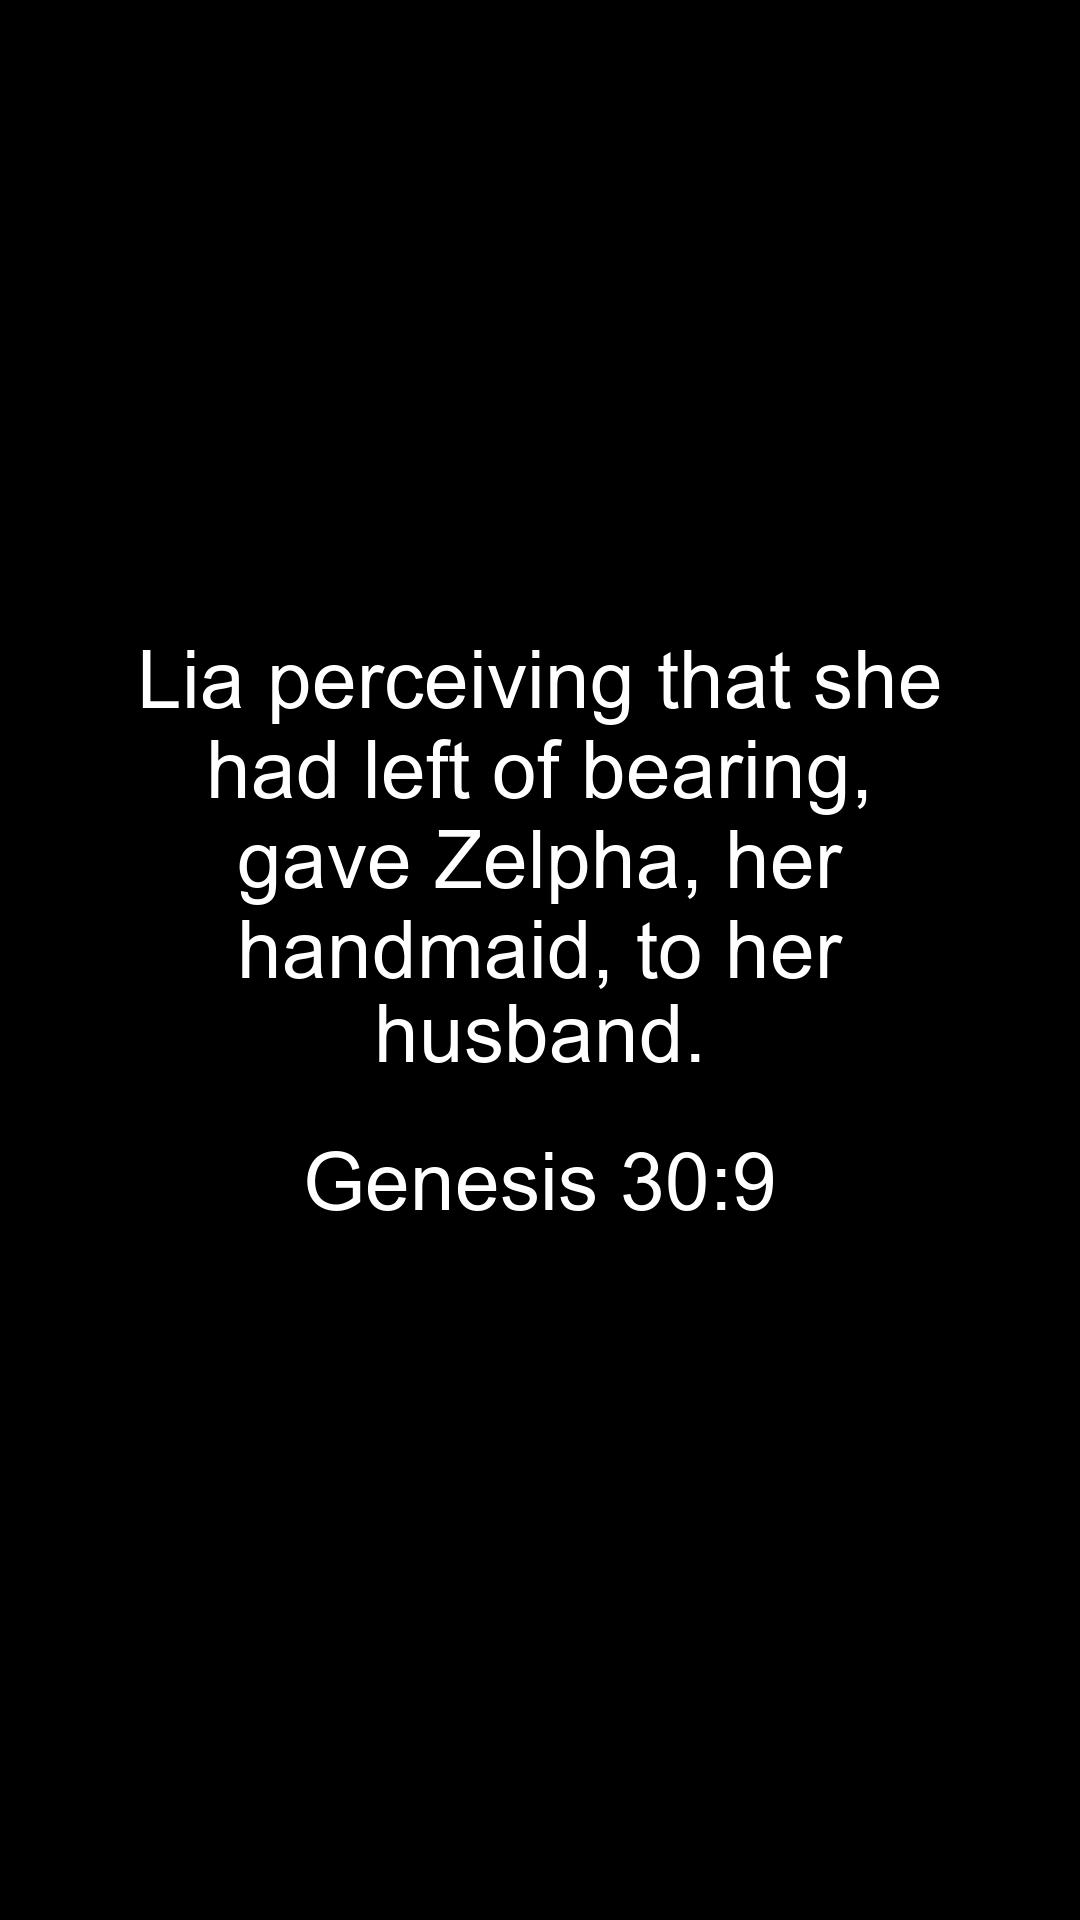 Lia perceiving that she
had left of bearing,
gave Zelpha, her
handmaid, to her
husband.
Genesis 30:9